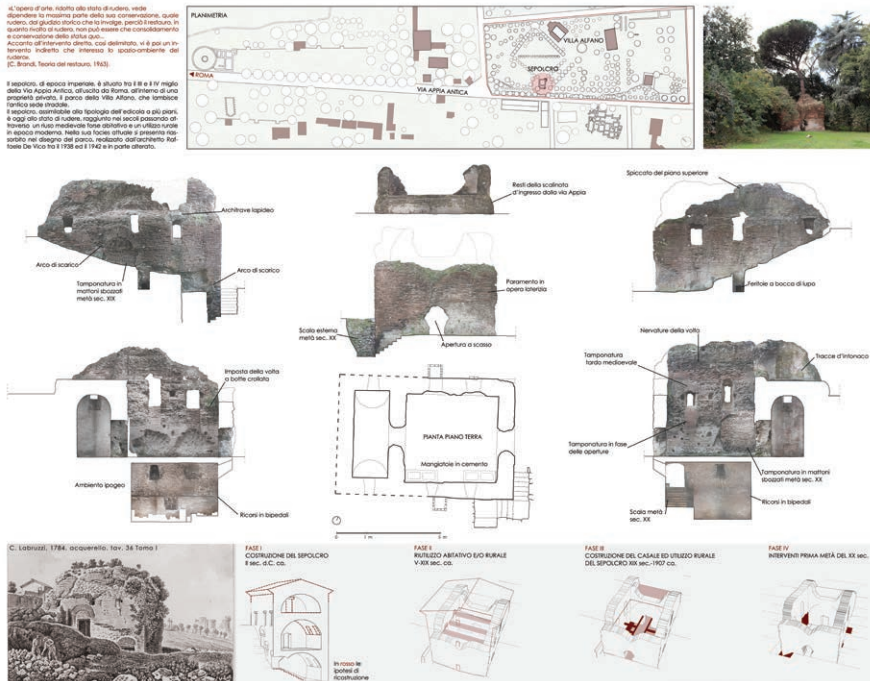 «L'opera d'arte, ridotta allo stato di rudero, vede
dipendere la massima parte della sua conservazione, quale
rudero, dal giudizio storico che la involge, perciò il restauro, in
quanto rivolto al rudero, non può essere che consolidamento
e conservazione dello status quo...
Accanto all'intervento diretto, così delimitato, vi è poi un in-
tervento indiretto che interessa lo spazio-ambiente del
rudero».
(C. Brandi, Teoria del restauro, 1963).
Il sepolcro, di epoca imperiale, è situato tra il III e il IV miglio
della Via Appia Antica, all'uscita da Roma, all'interno di una
proprietà privata, il parco della Villa Alfano, che lambisce
l'antica sede stradale.
Il sepolcro, assimilabile alla tipologia dell'edicola a più piani,
è oggi allo stato di rudere, raggiunto nei secoli passando at-
traverso un riuso medievale forse abitativo e un utilizzo rurale
in epoca moderna. Nella sua facies attuale si presenta rias-
sorbito nel disegno del parco, realizzato dall'architetto Raf-
faele De Vico tra il 1938 ed il 1942 e in parte alterato.
PLANIMETRIA
VILLA ALFANO
SEPOLCRO
ROMA
VIA APPIA ANTICA
Architrave lapideo
Arco di scarico
Tamponatura in
mattoni sbozzati
metà sec. XIX
Arco di scarico
Resti della scalinata
d'ingresso dalla via Appia
Paramento in
opera laterizia
Scala esterna
metà sec. XX
Apertura a scasso
Spiccato del piano superiore
Feritoie a bocca di lupo
Imposta della volta
a botte crollata
Ambiente ipogeo
Ricorsi in bipedali
PIANTA PIANO TERRA
Mangiatoie in cemento
0 1 m 5 m
Nervature della volta
Tamponatura
tardo medioevale
Tracce d'intonaco
Tamponatura in fase
delle aperture
Tamponatura in mattoni
sbozzati metà sec. XIX
Scala metà
sec. XX
Ricorsi in bipedali
C. Labruzzi, 1784, acquerello, tav. 36 Tomo I
FASE I
COSTRUZIONE DEL SEPOLCRO
II sec. d.C. ca.
In rosso le
ipotesi di
ricostruzione
FASE II
RIUTILIZZO ABITATIVO E/O RURALE
V-XIX sec. ca.
FASE III
COSTRUZIONE DEL CASALE ED UTILIZZO RURALE
DEL SEPOLCRO XIX sec.-1907 ca.
FASE IV
INTERVENTI PRIMA METÀ DEL XX sec.